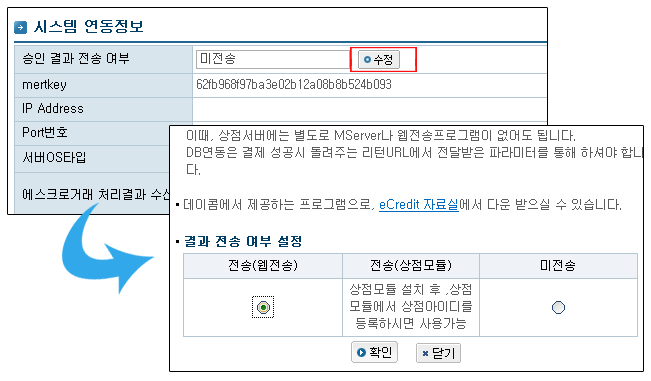 시스템 연동정보
승인 결과 전송 여부 미전송 수정
mertkey 62fb968f97ba3e02b12a08b8b524b093
IP Address
Port번호
서버OS타입
에스크로거래 처리결과 수신
이때, 상점서버에는 별도로 MServer나 웹전송프로그램이 없어도 됩니다.
DB연동은 결제 성공시 돌려주는 리턴URL에서 전달받은 파라미터를 통해 하셔야 합니
다.
• 데이콤에서 제공하는 프로그램으로, eCredit 자료실에서 다운 받으실 수 있습니다.
• 결과 전송 여부 설정
전송(웹전송) 전송(상점모듈) 미전송
상점모듈 설치 후 ,상점
모듈에서 상점아이디를
등록하시면 사용가능
확인 닫기